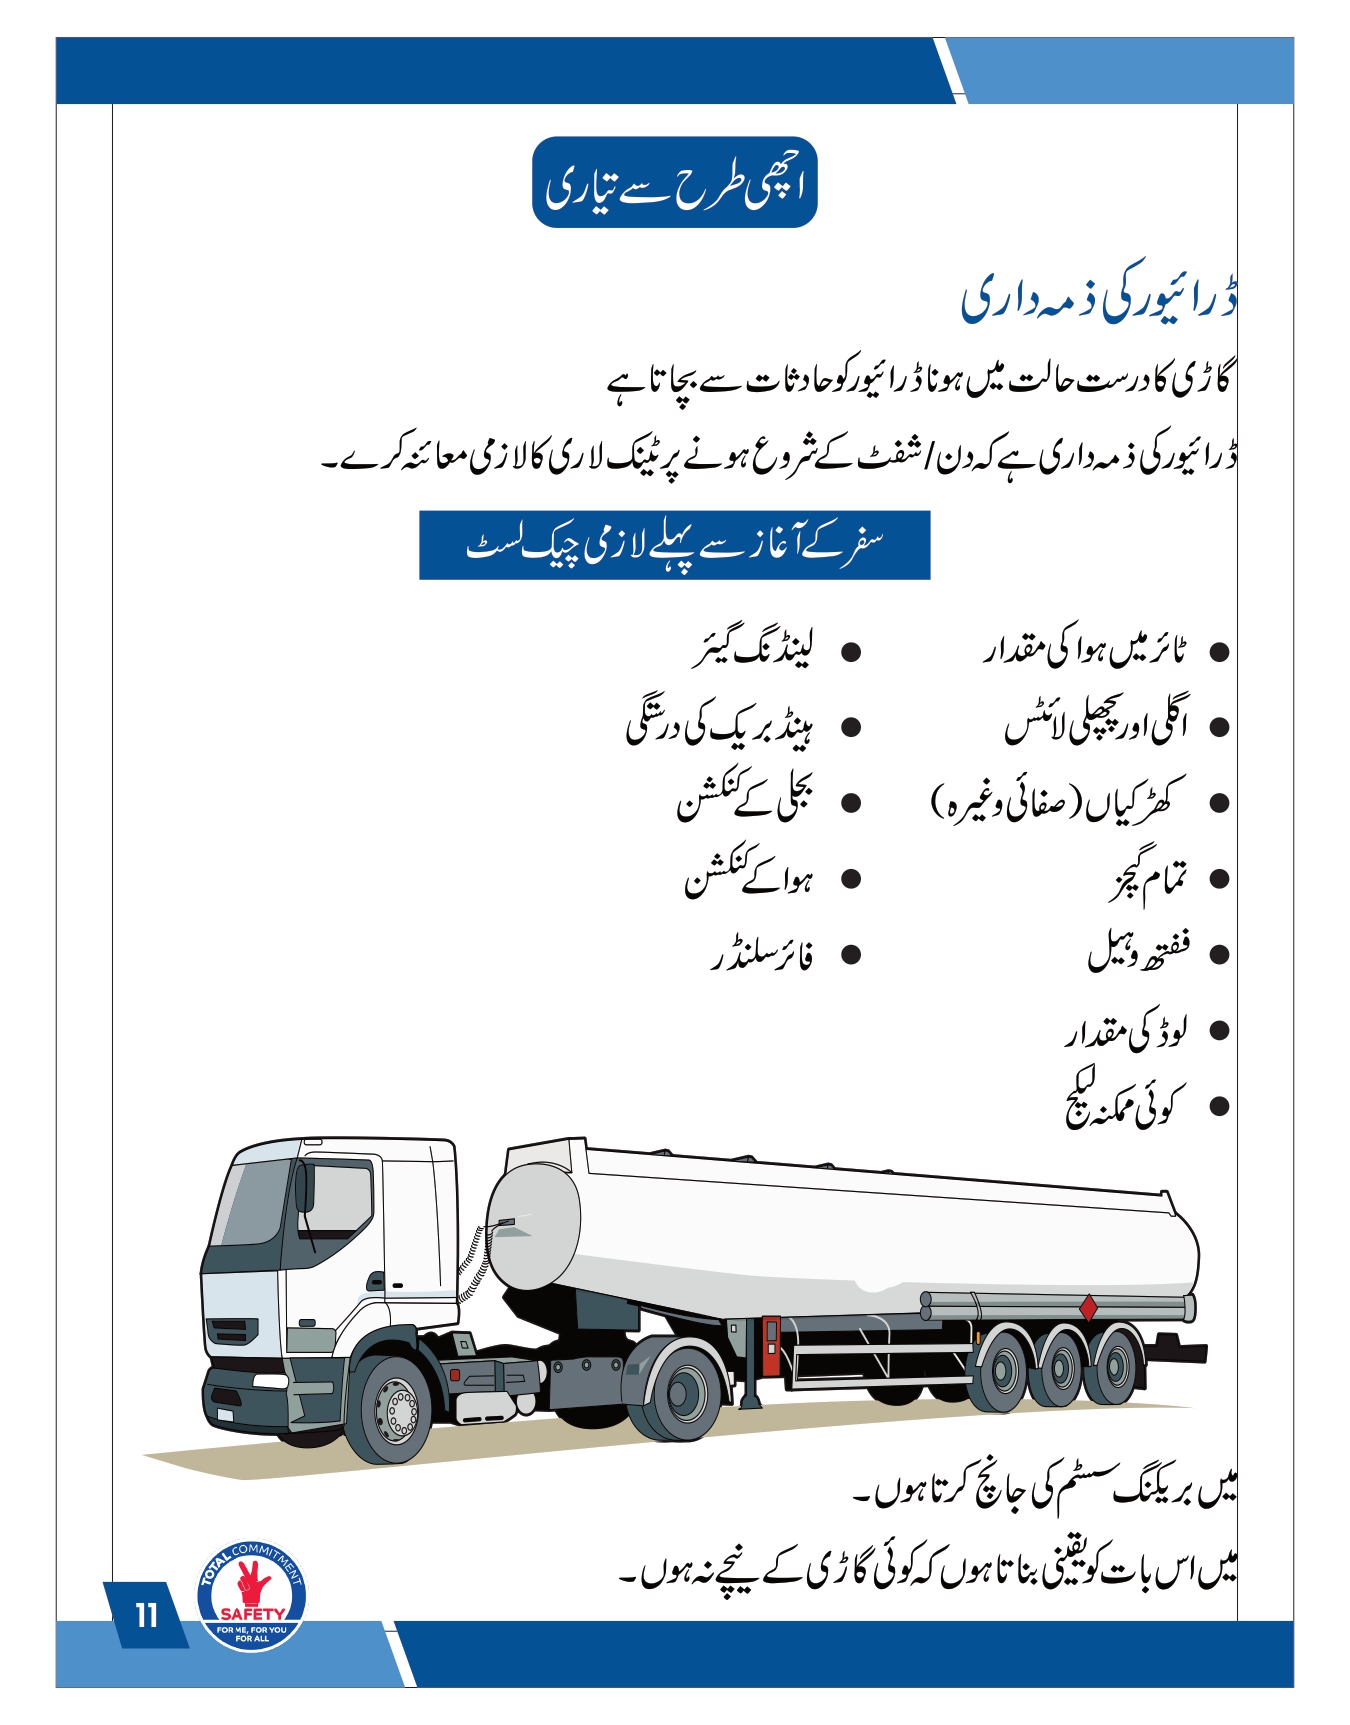 اچھی طرح سے تیاری
ڈرائیور کی ذمہ داری
گاڑی کا درست حالت میں ہونا ڈرائیور کو حادثات سے بچاتا ہے
ڈرائیور کی ذمہ داری ہے کہ دن/شفٹ کے شروع ہونے پر ٹینک لاری کا لازمی معائنہ کرے۔
سفر کے آغاز سے پہلے لازمی چیک لسٹ
● ٹائر میں ہوا کی مقدار
● اگلی اور پچھلی لائٹس
● کھڑکیاں (صفائی وغیرہ)
● تمام گیجز
● ففتھ وہیل
● لوڈ کی مقدار
● کوئی ممکنہ لیکج
● لینڈنگ گیئر
● ہینڈ بریک کی درستگی
● بجلی کے کنکشن
● ہوا کے کنکشن
● فائر سلنڈر
میں بریکنگ سسٹم کی جانچ کرتا ہوں۔
میں اس بات کو یقینی بناتا ہوں کہ کوئی گاڑی کے نیچے نہ ہوں۔
TOTAL COMMITMENT
SAFETY
FOR ME, FOR YOU
FOR ALL
11